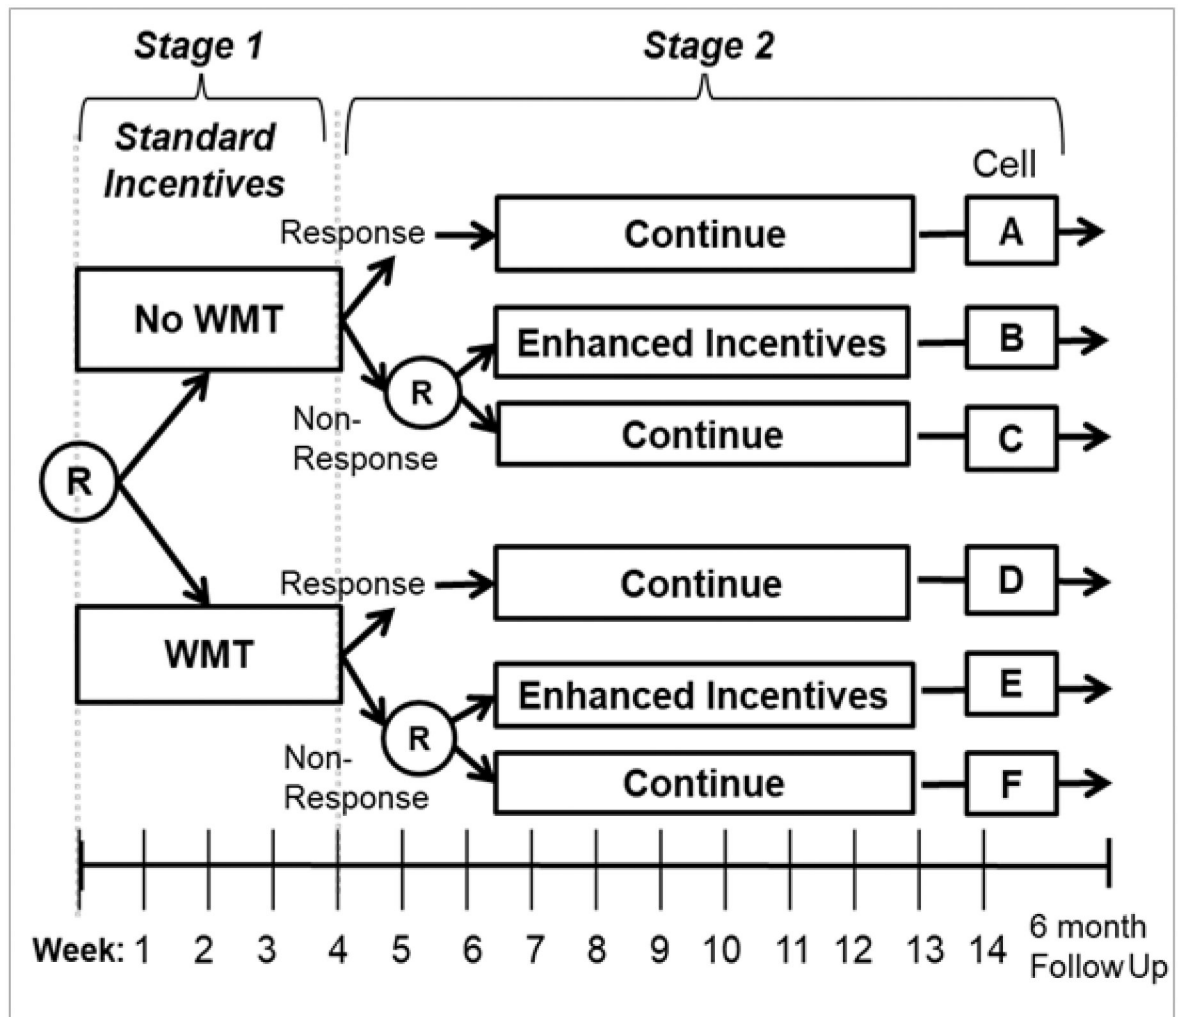 Stage 1
Stage 2
Standard
Incentives
Cell
Response
Continue
A
No WMT
Enhanced Incentives
B
R
Non-
Response
Continue
C
R
Response
Continue
D
WMT
Enhanced Incentives
E
R
Non-
Response
Continue
F
Week: 1 2 3 4 5 6 7 8 9 10 11 12 13 14
6 month
Follow Up